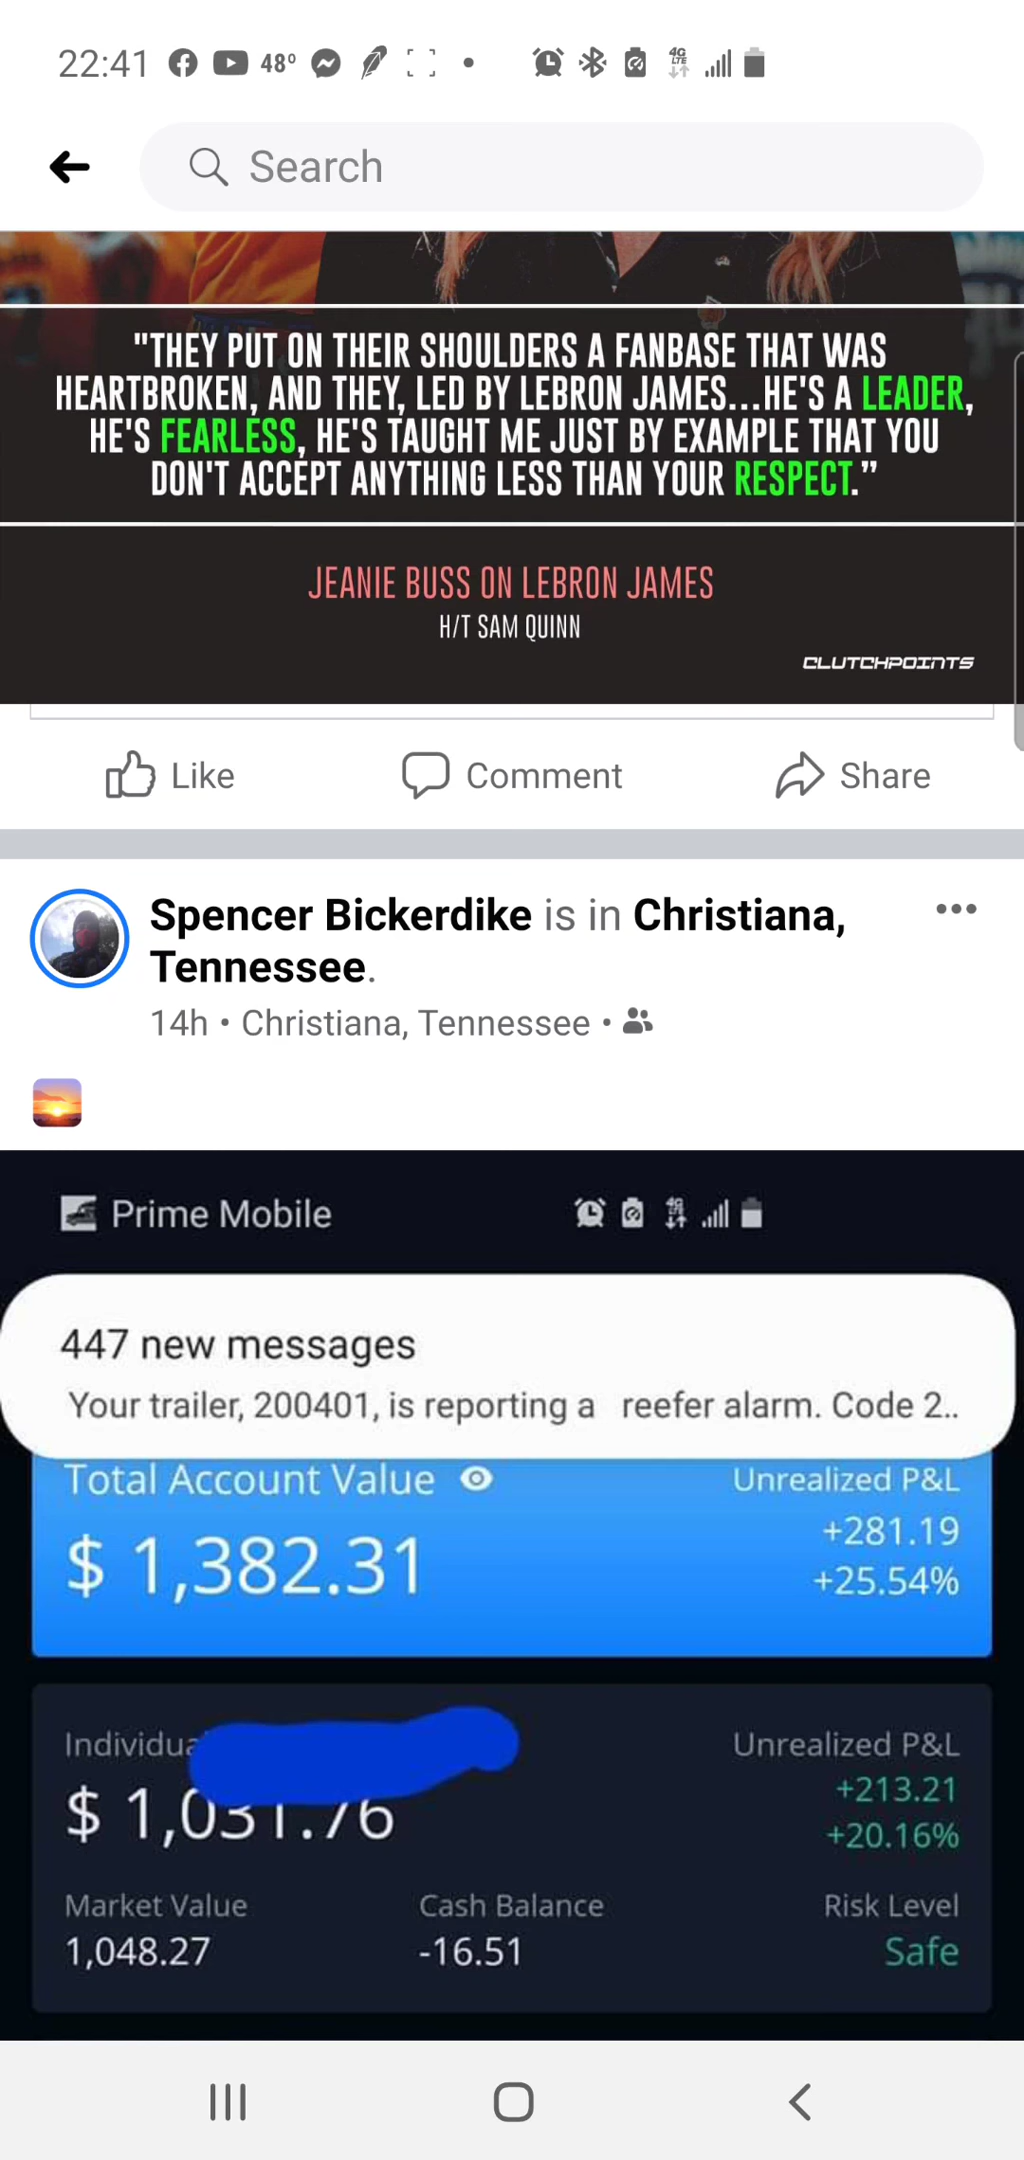 22:41 48°
Search
"THEY PUT ON THEIR SHOULDERS A FANBASE THAT WAS
HEARTBROKEN, AND THEY, LED BY LEBRON JAMES...HE'S A LEADER,
HE'S FEARLESS, HE'S TAUGHT ME JUST BY EXAMPLE THAT YOU
DON'T ACCEPT ANYTHING LESS THAN YOUR RESPECT."
JEANIE BUSS ON LEBRON JAMES
H/T SAM QUINN
CLUTCHPOINTS
Like Comment Share
Spencer Bickerdike is in Christiana,
Tennessee.
14h • Christiana, Tennessee •
Prime Mobile
447 new messages
Your trailer, 200401, is reporting a reefer alarm. Code 2..
Total Account Value Unrealized P&L
$ 1,382.31 +281.19
+25.54%
Individua Unrealized P&L
$ 1,031.76 +213.21
+20.16%
Market Value Cash Balance Risk Level
1,048.27 -16.51 Safe